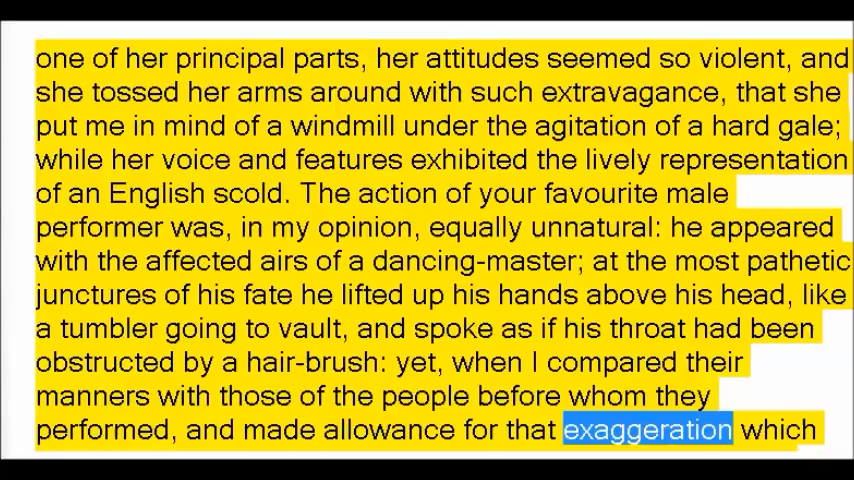 one of her principal parts, her attitudes seemed so violent, and
she tossed her arms around with such extravagance, that she
put me in mind of a windmill under the agitation of a hard gale;
while her voice and features exhibited the lively representation
of an English scold. The action of your favourite male
performer was, in my opinion, equally unnatural: he appeared
with the affected airs of a dancing-master; at the most pathetic
junctures of his fate he lifted up his hands above his head, like
a tumbler going to vault, and spoke as if his throat had been
obstructed by a hair-brush: yet, when I compared their
manners with those of the people before whom they
performed, and made allowance for that exaggeration which